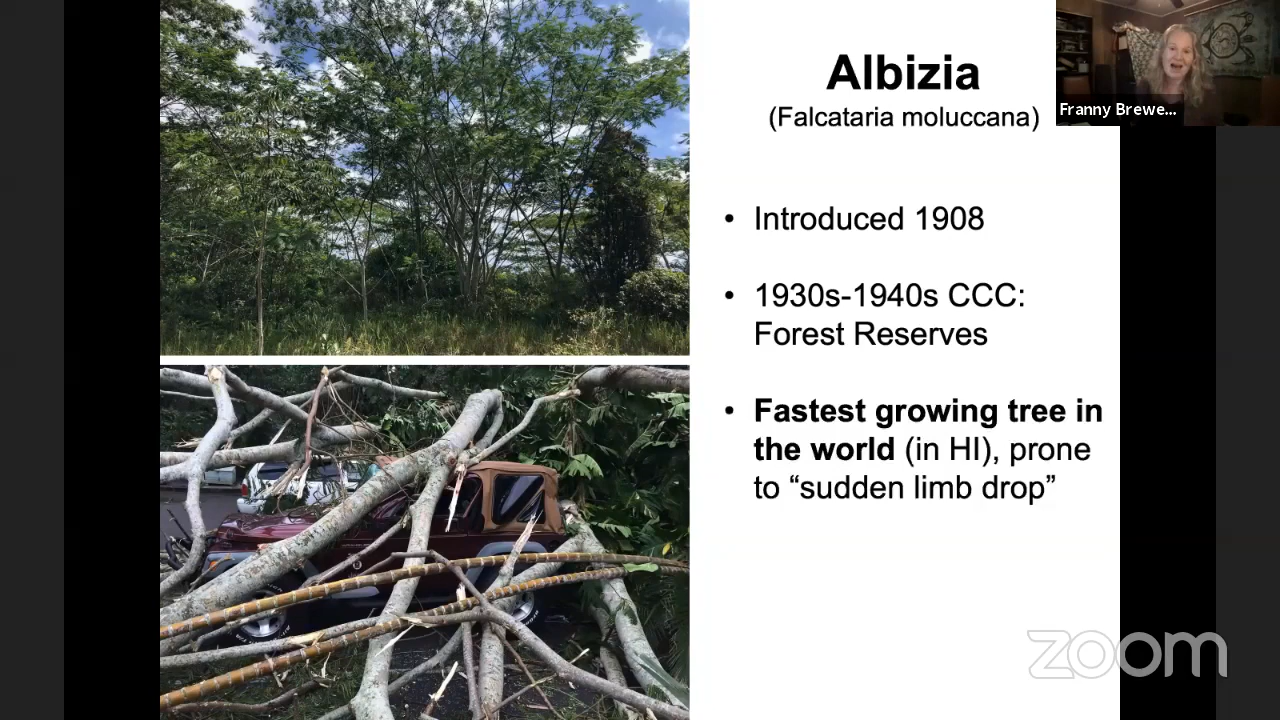 Albizia
(Falcataria moluccana)
Franny Brewe...
• Introduced 1908
• 1930s-1940s CCC:
Forest Reserves
• Fastest growing tree in
the world (in HI), prone
to “sudden limb drop”
zoom